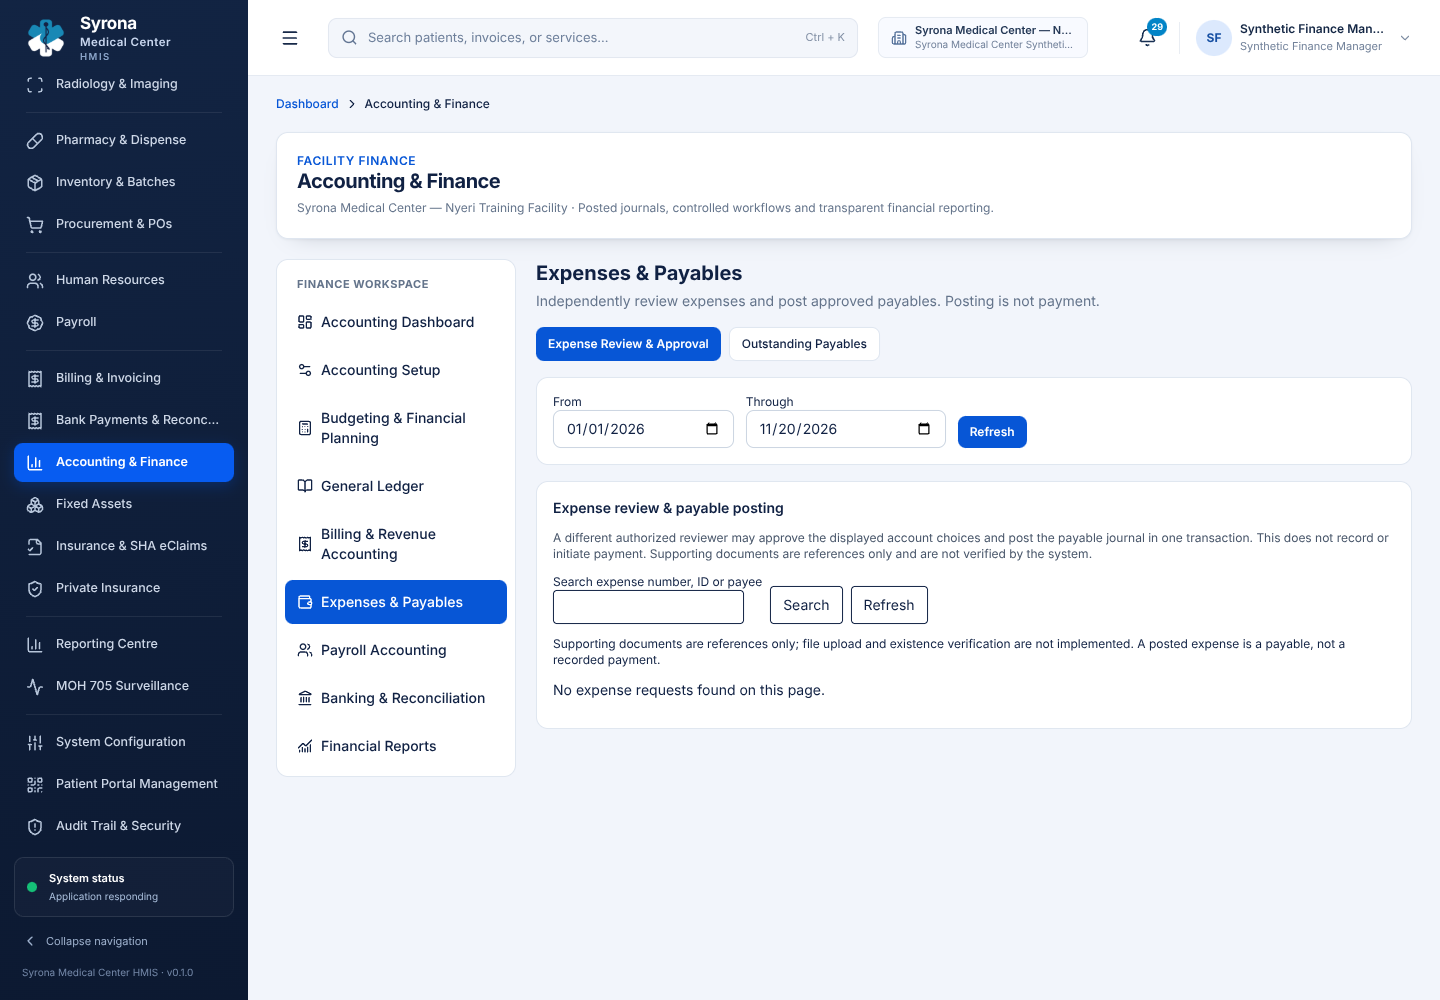 Syrona
Medical Center
HMIS
Radiology & Imaging
Pharmacy & Dispense
Inventory & Batches
Procurement & POs
Human Resources
Payroll
Billing & Invoicing
Bank Payments & Reconc...
Accounting & Finance
Fixed Assets
Insurance & SHA eClaims
Private Insurance
Reporting Centre
MOH 705 Surveillance
System Configuration
Patient Portal Management
Audit Trail & Security
System status
Application responding
Collapse navigation
Syrona Medical Center HMIS · v0.1.0
Search patients, invoices, or services...
Ctrl + K
Syrona Medical Center — N...
Syrona Medical Center Syntheti...
29
SF
Synthetic Finance Man...
Synthetic Finance Manager
Dashboard
Accounting & Finance
FACILITY FINANCE
Accounting & Finance
Syrona Medical Center — Nyeri Training Facility · Posted journals, controlled workflows and transparent financial reporting.
FINANCE WORKSPACE
Accounting Dashboard
Accounting Setup
Budgeting & Financial
Planning
General Ledger
Billing & Revenue
Accounting
Expenses & Payables
Payroll Accounting
Banking & Reconciliation
Financial Reports
Expenses & Payables
Independently review expenses and post approved payables. Posting is not payment.
Expense Review & Approval
Outstanding Payables
From
01/01/2026
Through
11/20/2026
Refresh
Expense review & payable posting
A different authorized reviewer may approve the displayed account choices and post the payable journal in one transaction. This does not record or
initiate payment. Supporting documents are references only and are not verified by the system.
Search expense number, ID or payee
Search
Refresh
Supporting documents are references only; file upload and existence verification are not implemented. A posted expense is a payable, not a
recorded payment.
No expense requests found on this page.